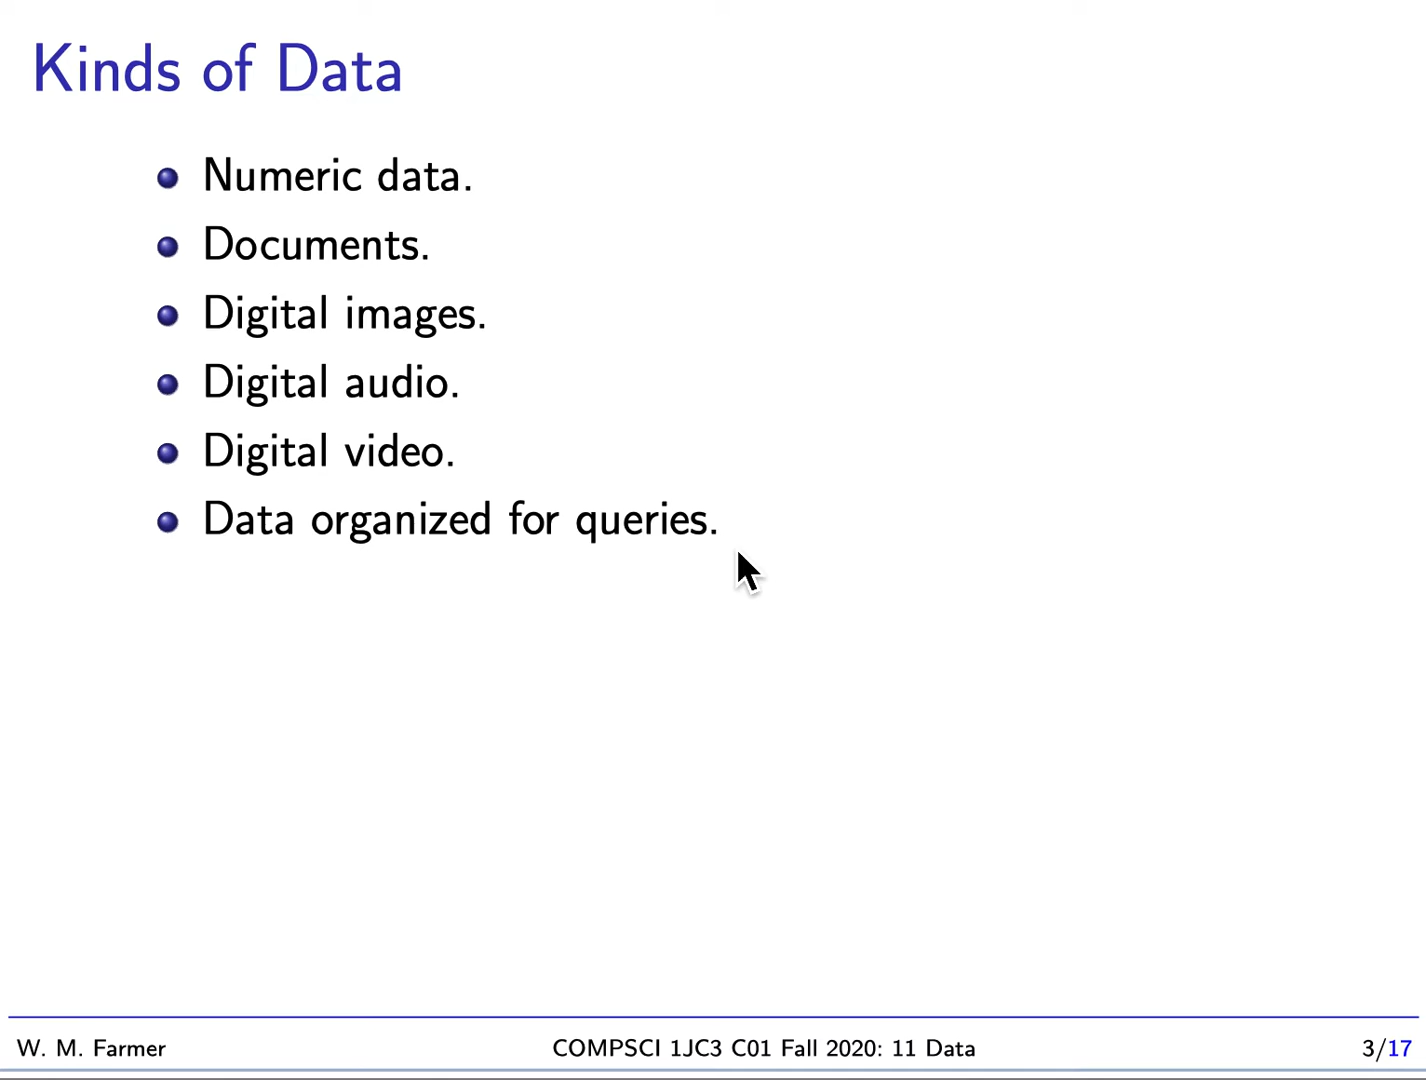 Kinds of Data
Numeric data.
Documents.
Digital images.
Digital audio.
Digital video.
Data organized for queries.
W. M. Farmer COMPSCI 1JC3 C01 Fall 2020: 11 Data 3/17